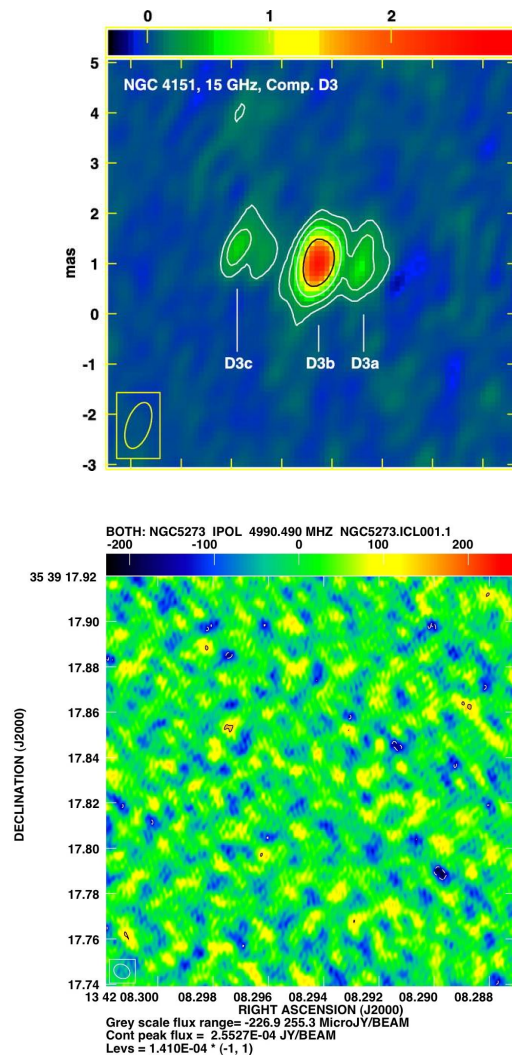 0 1 2
NGC 4151, 15 GHz, Comp. D3
5
4
3
2
1
0
-1
-2
-3
mas
D3c D3b D3a
BOTH: NGC5273 IPOL 4990.490 MHZ NGC5273.ICL001.1
-200 -100 0 100 200
35 39 17.92
17.90
17.88
17.86
17.84
17.82
17.80
17.78
17.76
17.74
DECLINATION (J2000)
13 42 08.300 08.298 08.296 08.294 08.292 08.290 08.288
RIGHT ASCENSION (J2000)
Grey scale flux range= -226.9 255.3 MicroJY/BEAM
Cont peak flux = 2.5527E-04 JY/BEAM
Levs = 1.410E-04 * (-1, 1)